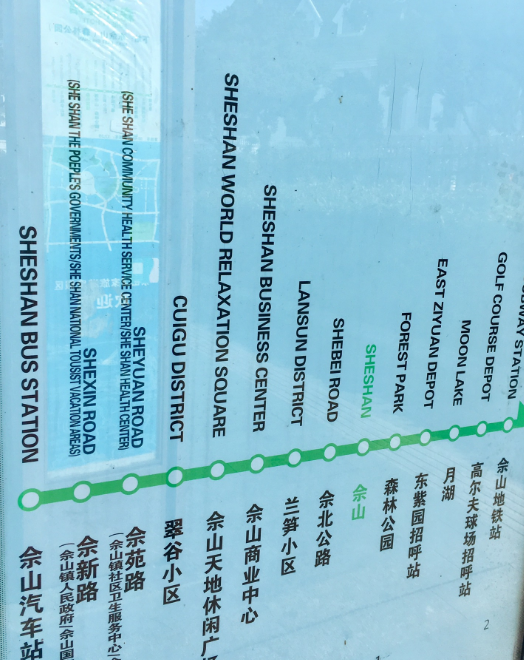 SHESHAN BUS STATION
SHEXIN ROAD
(SHE SHAN THE POEPLE'S GOVERNMENTS/SHE SHAN NATIONAL TOUSIST VACATION AREAS)
SHEYUAN ROAD
(SHE SHAN COMMUNITY HEALTH SERVICE CENTER/SHE SHAN HEALTH CENTER)
CUIGU DISTRICT
SHESHAN WORLD RELAXATION SQUARE
SHESHAN BUSINESS CENTER
LANSUN DISTRICT
SHEBEI ROAD
SHESHAN
FOREST PARK
EAST ZIYUAN DEPOT
MOON LAKE
GOLF COURSE DEPOT
STATION
佘山汽车站
佘新路
(佘山镇人民政府/佘山国
佘苑路
(佘山镇社区卫生服务中心/
翠谷小区
佘山天地休闲广
佘山商业中心
兰笋小区
佘北公路
佘山
森林公园
东紫园招呼站
月湖
高尔夫球场招呼站
佘山地铁站
2